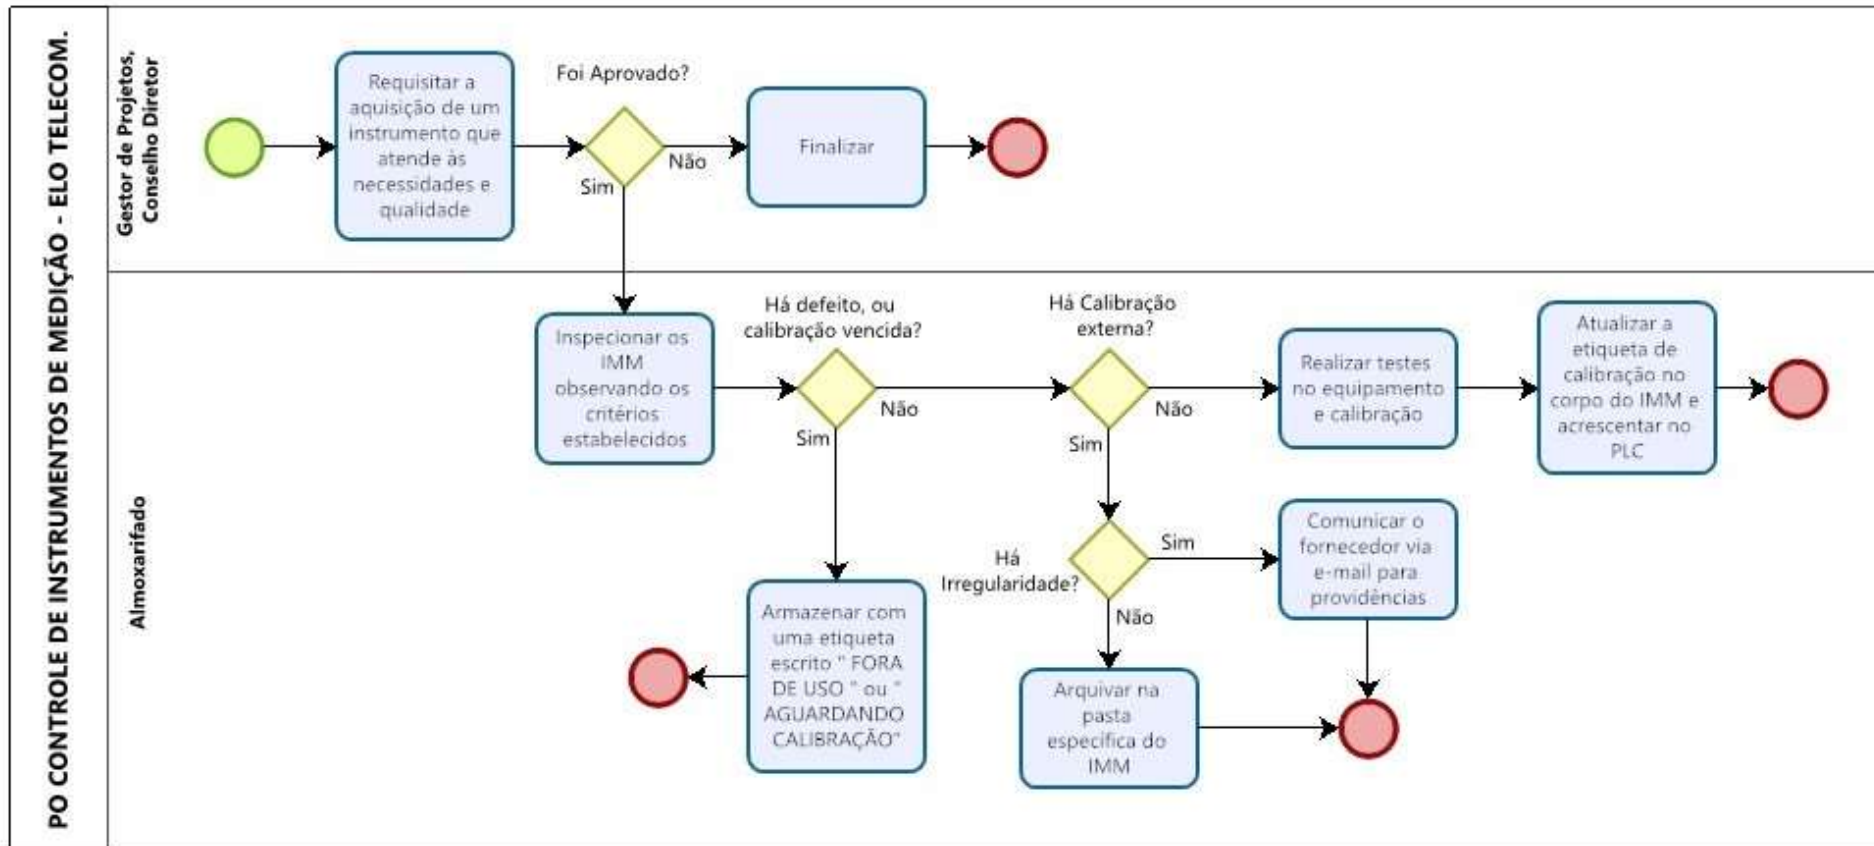 PO CONTROLE DE INSTRUMENTOS DE MEDIÇÃO - ELO TELECOM.
Gestor de Projetos,
Conselho Diretor
Requisitar a
aquisição de um
instrumento que
atende às
necessidades e
qualidade
Foi Aprovado?
Não
Sim
Finalizar
Almoxarifado
Inspecionar os
IMM
observando os
critérios
estabelecidos
Há defeito, ou
calibração vencida?
Não
Sim
Há Calibração
externa?
Não
Sim
Realizar testes
no equipamento
e calibração
Atualizar a
etiqueta de
calibração no
corpo do IMM e
acrescentar no
PLC
Armazenar com
uma etiqueta
escrito " FORA
DE USO " ou "
AGUARDANDO
CALIBRAÇÃO"
Há
Irregularidade?
Sim
Não
Comunicar o
fornecedor via
e-mail para
providências
Arquivar na
pasta
específica do
IMM